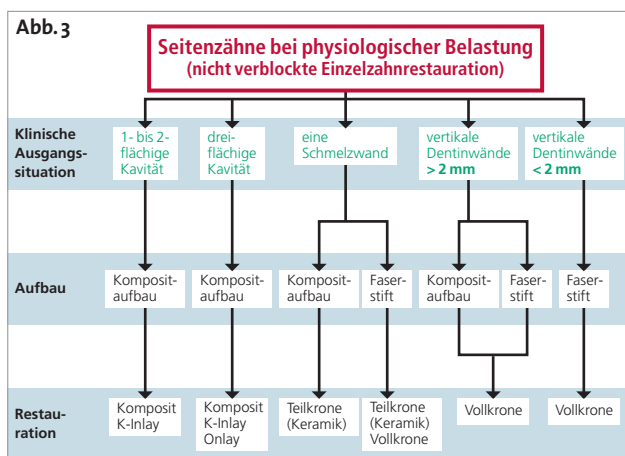 Abb.3
Seitenzähne bei physiologischer Belastung
(nicht verblockte Einzelzahnrestauration)
Klinische
Ausgangs-
situation
1- bis 2-
flächige
Kavität
drei-
flächige
Kavität
eine
Schmelzwand
vertikale
Dentinwände
> 2 mm
vertikale
Dentinwände
< 2 mm
Aufbau
Komposit-
aufbau
Komposit-
aufbau
Komposit-
aufbau
Faser-
stift
Komposit-
aufbau
Faser-
stift
Faser-
stift
Restau-
ration
Komposit
K-Inlay
Komposit
K-Inlay
Onlay
Teilkrone
(Keramik)
Teilkrone
(Keramik)
Vollkrone
Vollkrone
Vollkrone